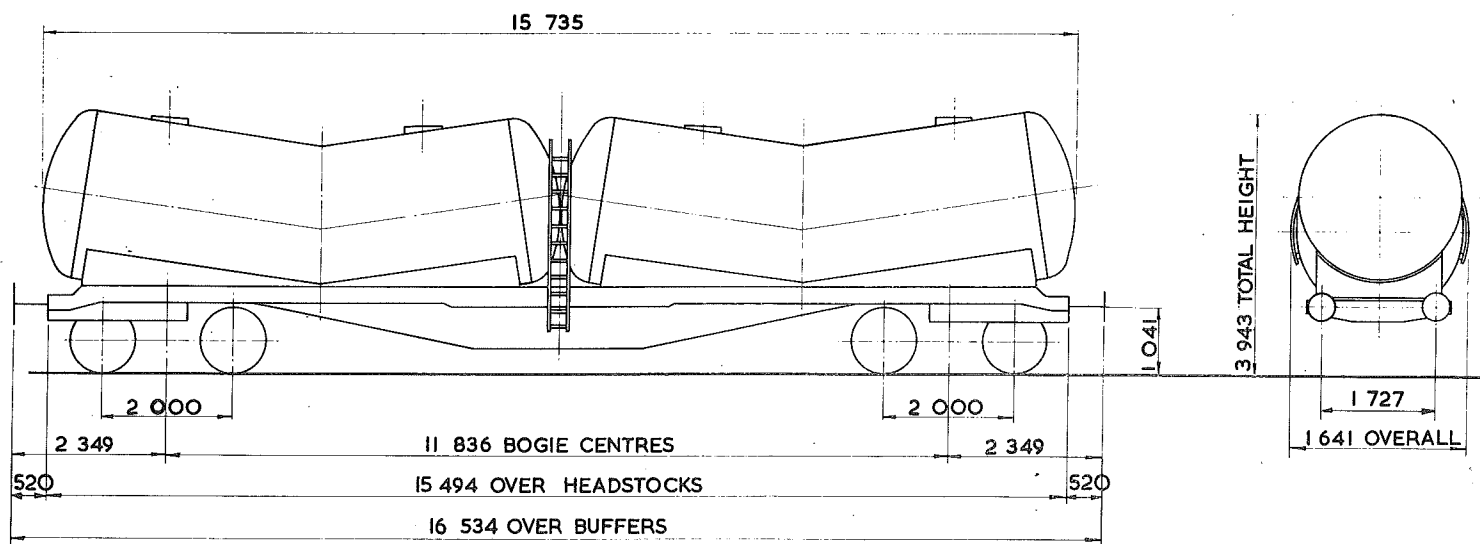 15 735
3 943 TOTAL HEIGHT
1 041
2 000
2 000
1 727
2 349
11 836 BOGIE CENTRES
2 349
1 641 OVERALL
520
15 494 OVER HEADSTOCKS
520
16 534 OVER BUFFERS